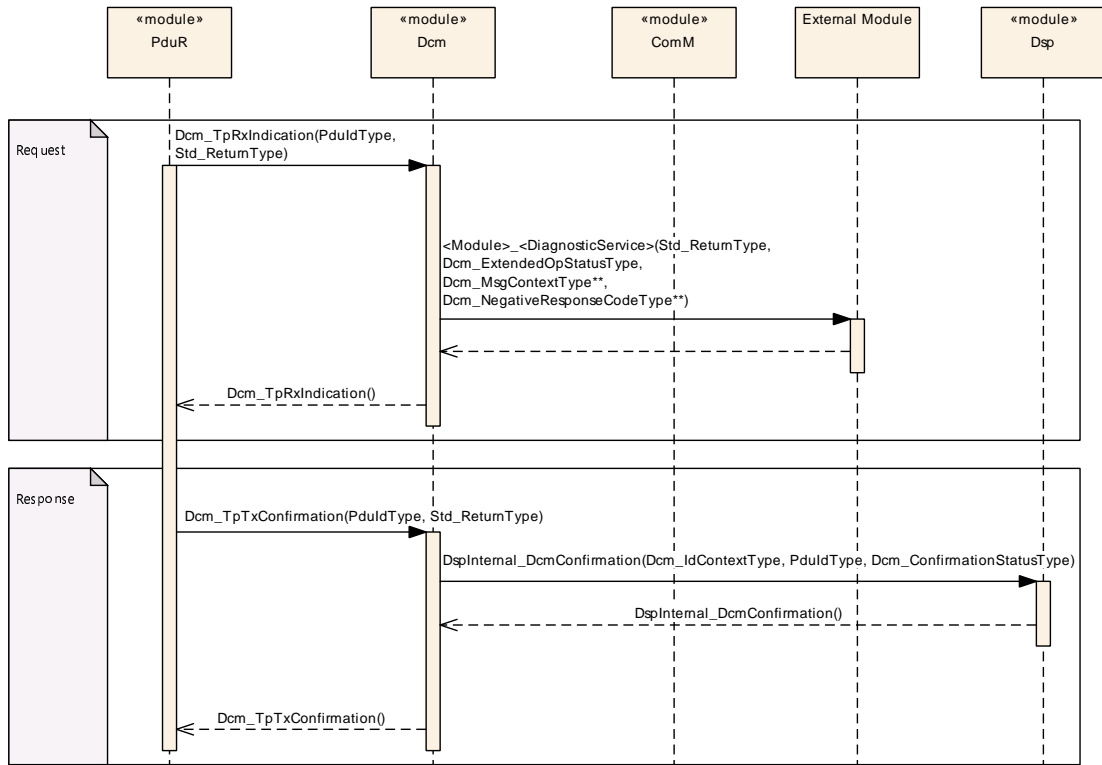 «module»
PduR
«module»
Dcm
«module»
ComM
External Module
«module»
Dsp
Request
Dcm_TpRxIndication(PduIdType,
Std_ReturnType)
<Module>_<DiagnosticService>(Std_ReturnType,
Dcm_ExtendedOpStatusType,
Dcm_MsgContextType**,
Dcm_NegativeResponseCodeType**)
Dcm_TpRxIndication()
Response
Dcm_TpTxConfirmation(PduIdType, Std_ReturnType)
DspInternal_DcmConfirmation(Dcm_IdContextType, PduIdType, Dcm_ConfirmationStatusType)
DspInternal_DcmConfirmation()
Dcm_TpTxConfirmation()